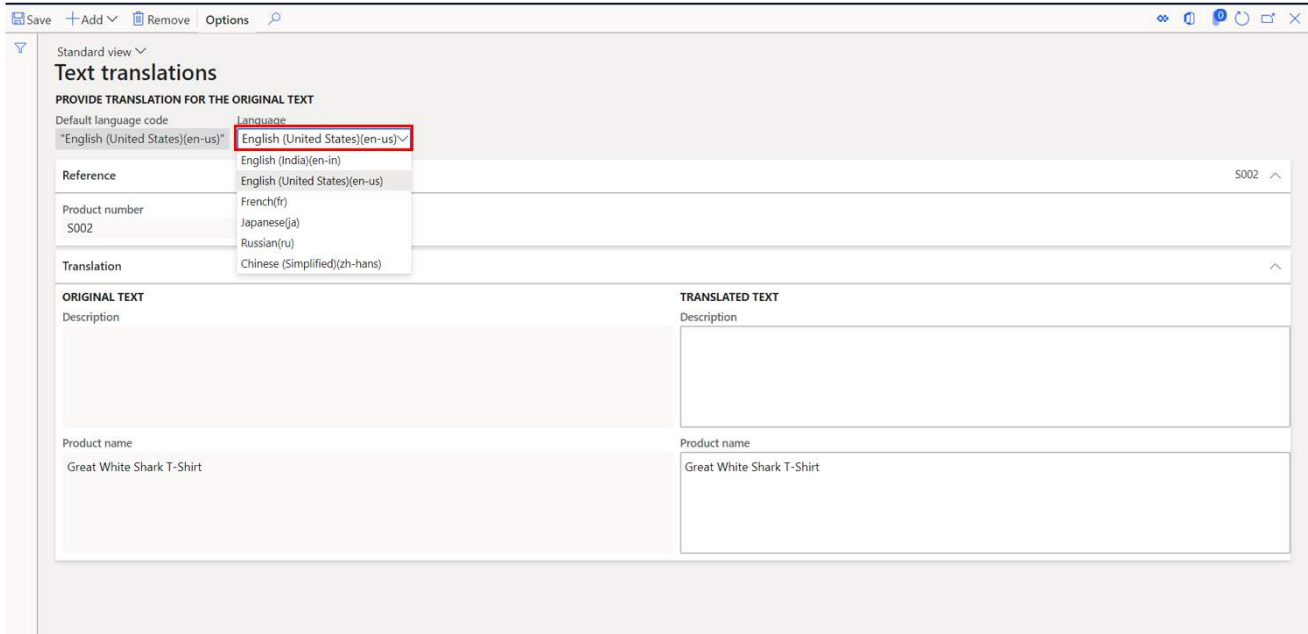 Save Add Remove Options
0
Standard view
Text translations
PROVIDE TRANSLATION FOR THE ORIGINAL TEXT
Default language code Language
"English (United States)(en-us)" English (United States)(en-us)
English (India)(en-in)
English (United States)(en-us)
French(fr)
Japanese(ja)
Russian(ru)
Chinese (Simplified)(zh-hans)
Reference S002
Product number
S002
Translation
ORIGINAL TEXT TRANSLATED TEXT
Description Description
Product name Product name
Great White Shark T-Shirt Great White Shark T-Shirt